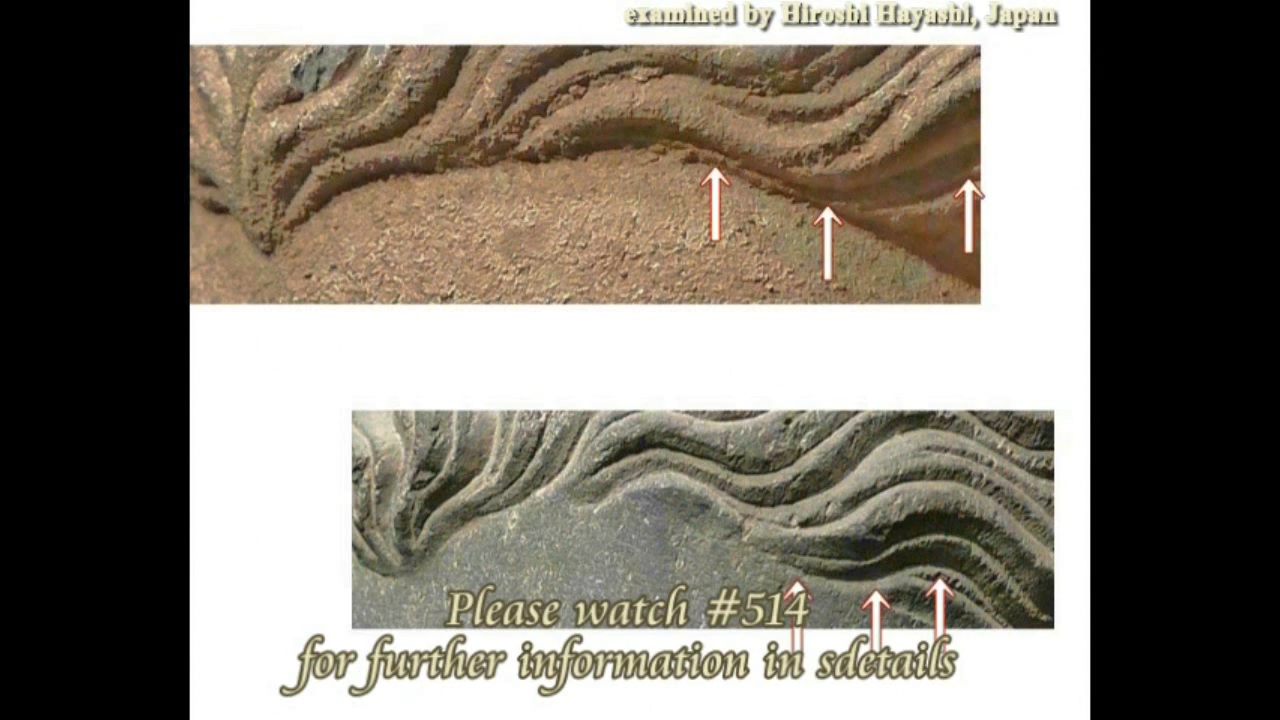 examined by Hiroshi Hayashi, Japan
Please watch #514
for further information in sdetails